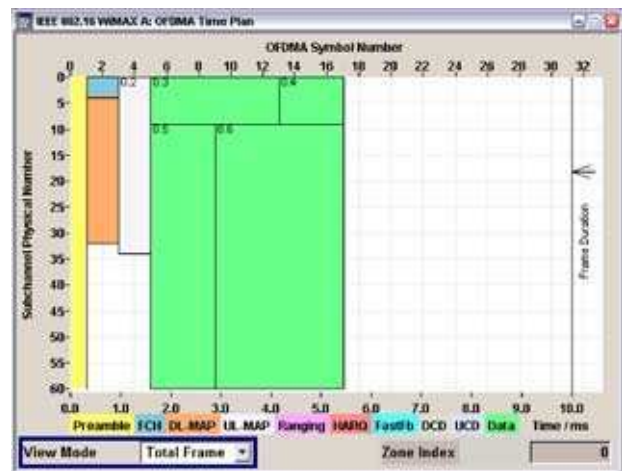 IEEE 802.16 WiMAX A: OFDMA Time Plan
OFDMA Symbol Number
0 2 4 6 8 10 12 14 16 18 20 22 24 26 28 30 32
Subchannel Physical Number
0
5
10
15
20
25
30
35
40
45
50
55
60
0.2
0.3
0.4
0.5
0.6
Frame Duration
0.0 1.0 2.0 3.0 4.0 5.0 6.0 7.0 8.0 9.0 10.0
Preamble FCH DL-MAP UL-MAP Ranging HARQ FastFb DCD UCD Data Time / ms
View Mode Total Frame Zone Index 0